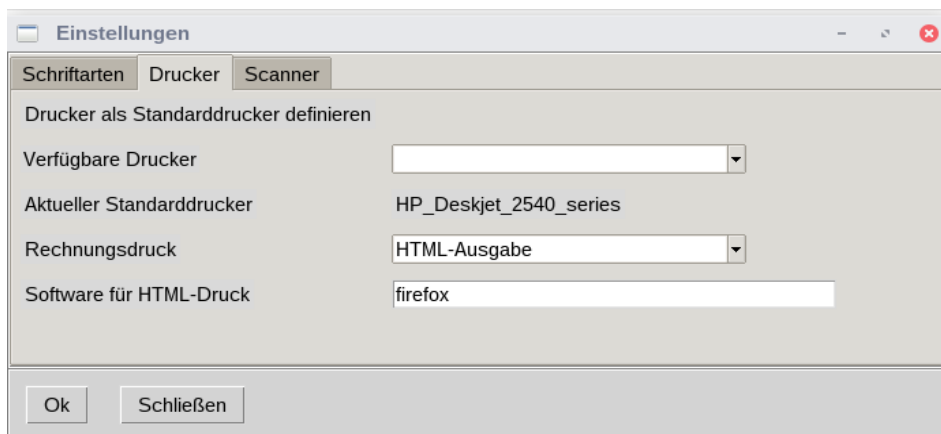 Einstellungen
Schriftarten Drucker Scanner
Drucker als Standarddrucker definieren
Verfügbare Drucker
Aktueller Standarddrucker HP_Deskjet_2540_series
Rechnungsdruck HTML-Ausgabe
Software für HTML-Druck firefox
Ok Schließen